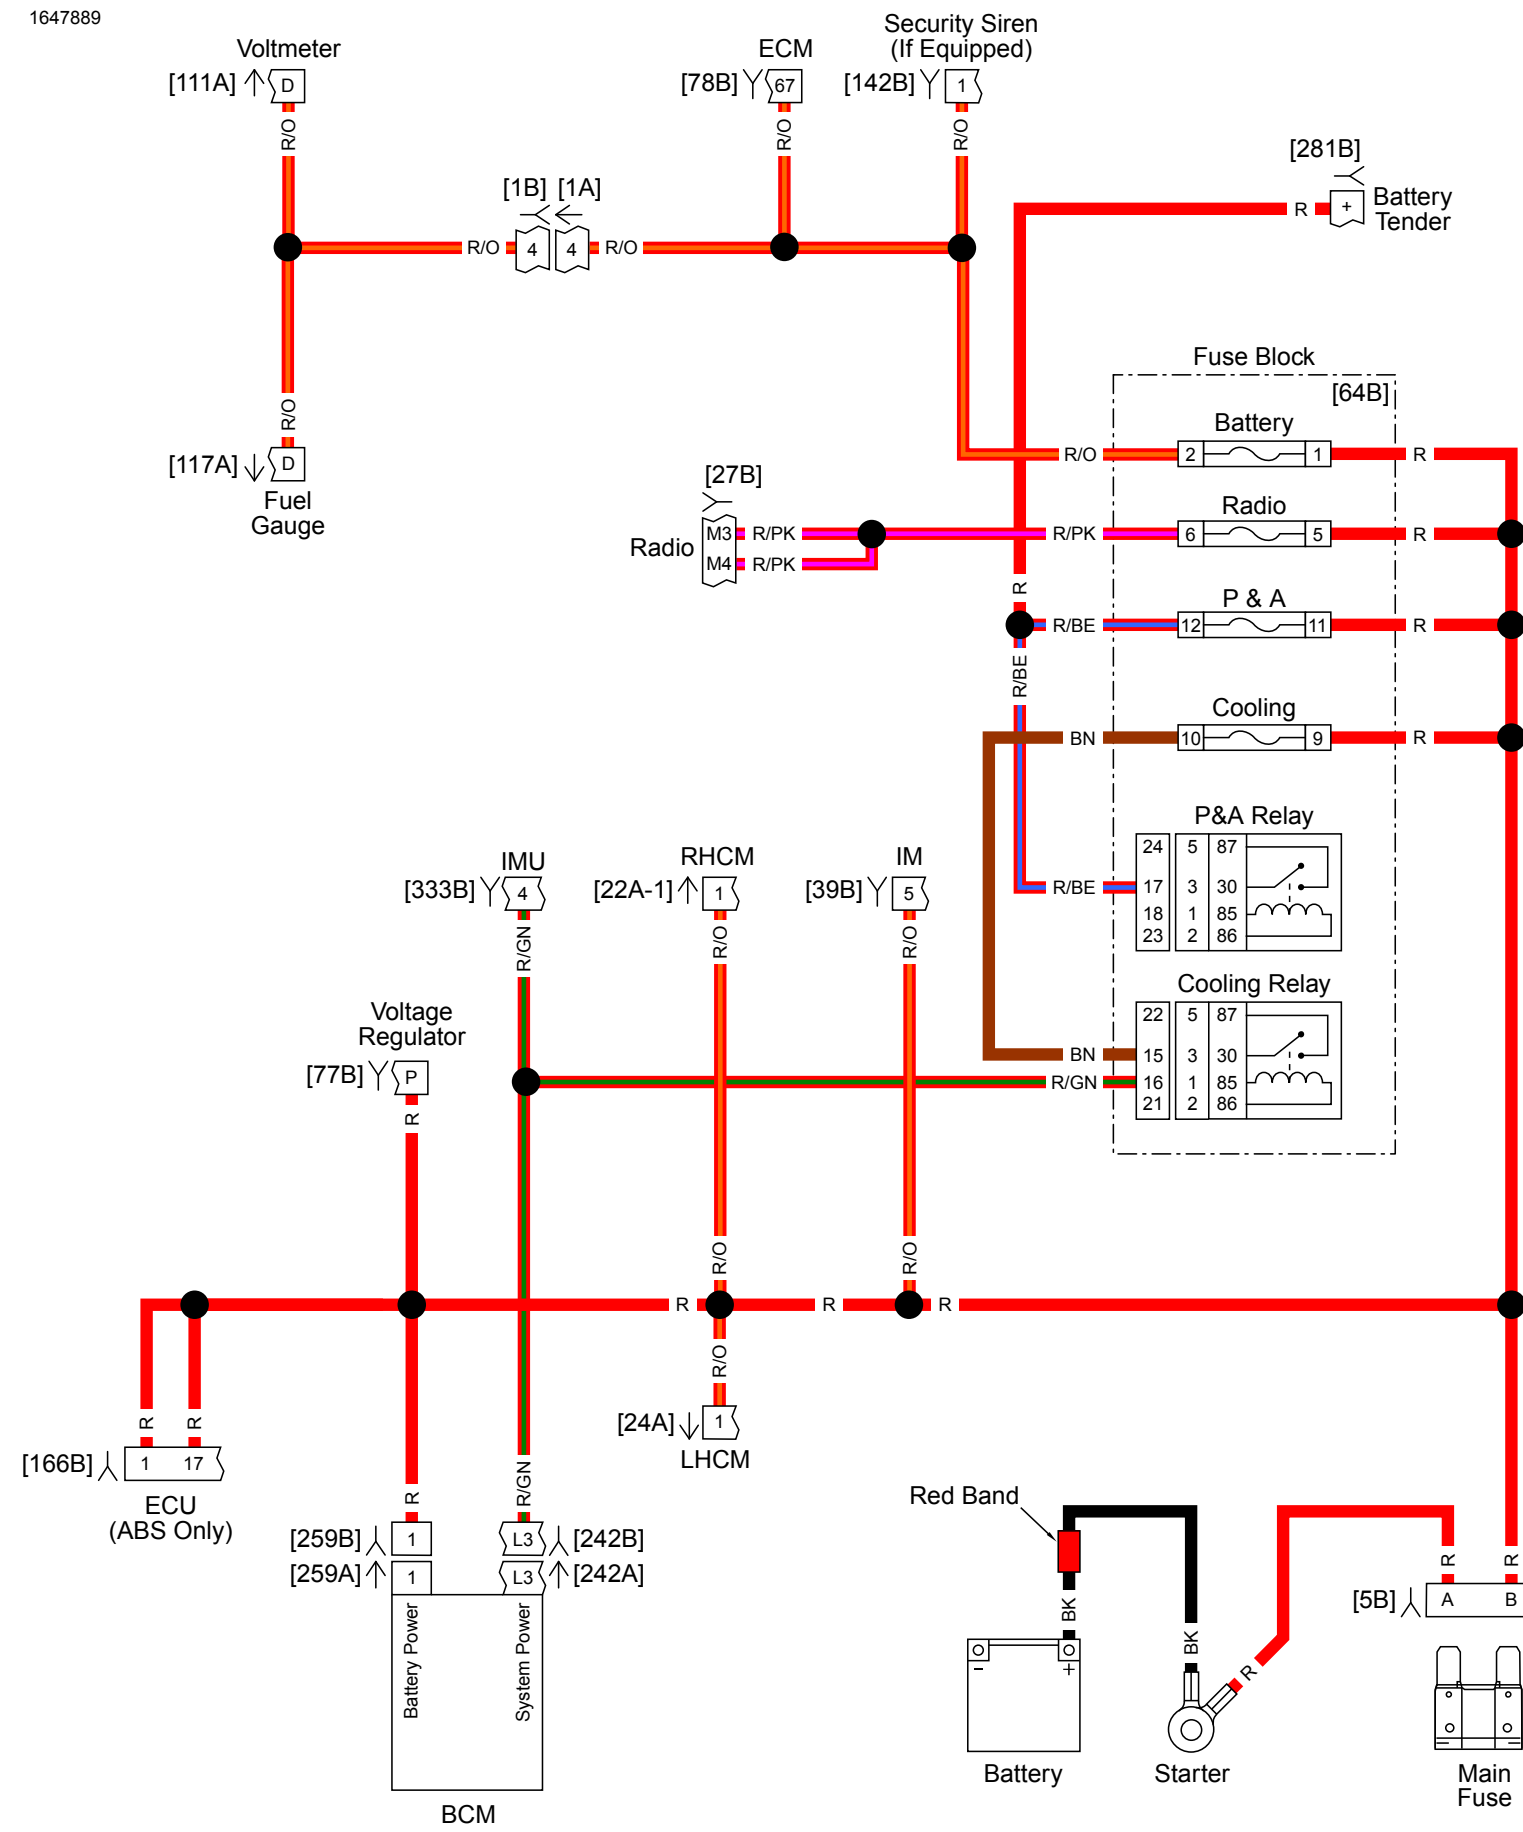 1647889
Voltmeter
[111A]
D
R/O
ECM
[78B]
67
R/O
Security Siren
(If Equipped)
[142B]
1
R/O
[281B]
+
R
Battery
Tender
[1B] [1A]
R/O
4
4
R/O
R/O
[117A]
D
Fuel
Gauge
Fuse Block
[64B]
Battery
R/O
2
1
R
[27B]
Radio
M3
R/PK
M4
R/PK
Radio
R/PK
6
5
R
R
P & A
R/BE
12
11
R
R/BE
Cooling
BN
10
9
R
P&A Relay
24 5 87
R/BE
17 3 30
18 1 85
23 2 86
Cooling Relay
22 5 87
BN
15 3 30
R/GN
16 1 85
21 2 86
IMU
[333B]
4
R/GN
RHCM
[22A-1]
1
R/O
IM
[39B]
5
R/O
Voltage
Regulator
[77B]
P
R
R/O
R/O
R
R
R
R/O
[24A]
1
LHCM
R
R
[166B]
1
17
ECU
(ABS Only)
R
R/GN
[259B]
1
L3
[242B]
[259A]
1
L3
[242A]
Battery Power
System Power
BCM
Red Band
BK
BK
R
-
+
Battery
Starter
R
R
[5B]
A
B
Main
Fuse